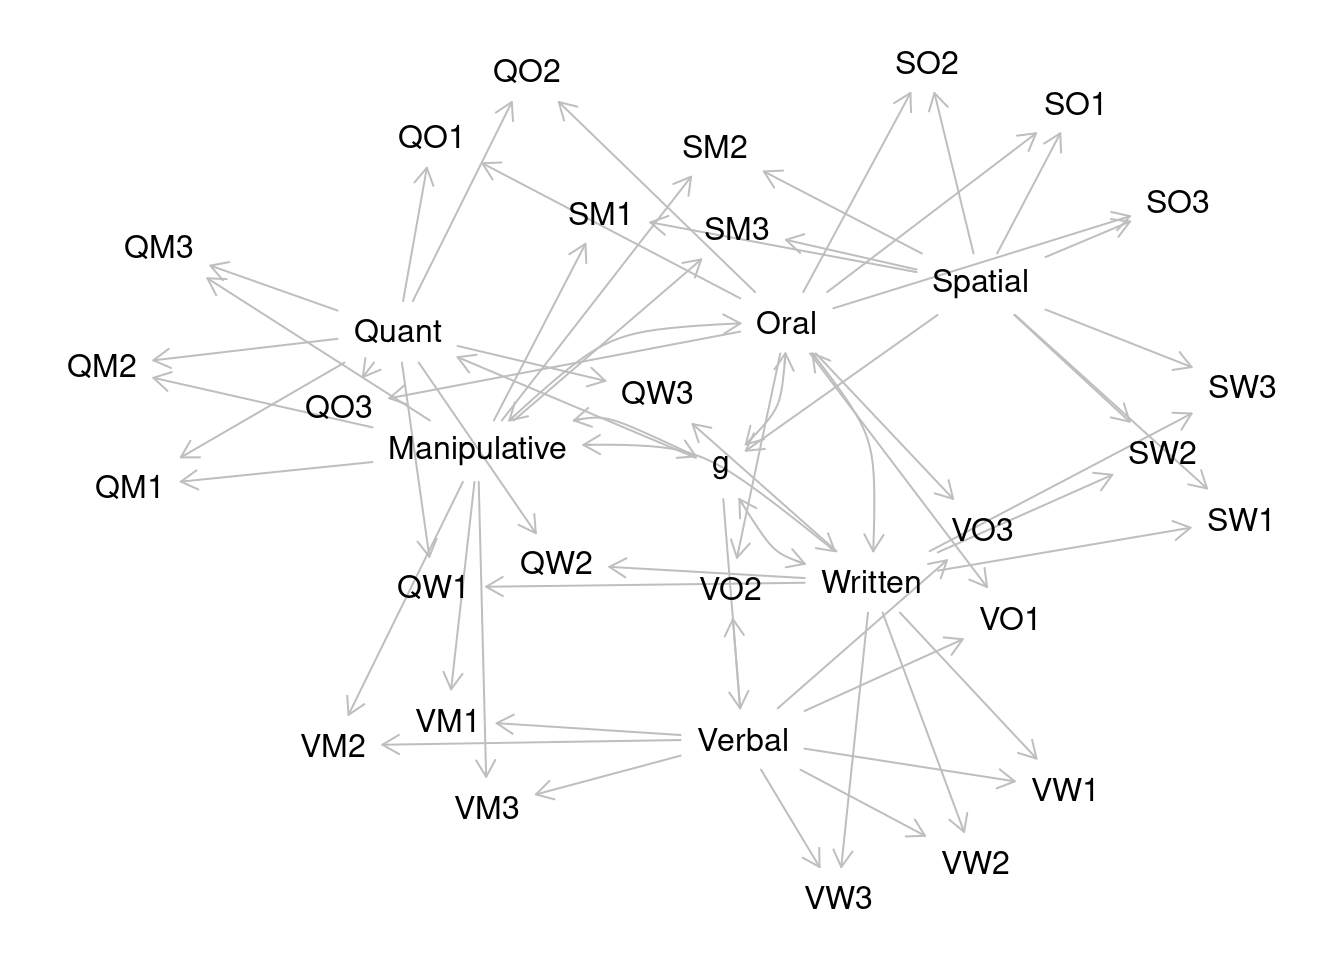 SO2
QO2
SO1
QO1
SM2
SO3
SM1
SM3
QM3
Spatial
Oral
Quant
QM2
SW3
QW3
QO3
Manipulative
SW2
g
QM1
SW1
VO3
QW2
Written
QW1
VO2
VO1
VM1
Verbal
VM2
VW1
VM3
VW2
VW3